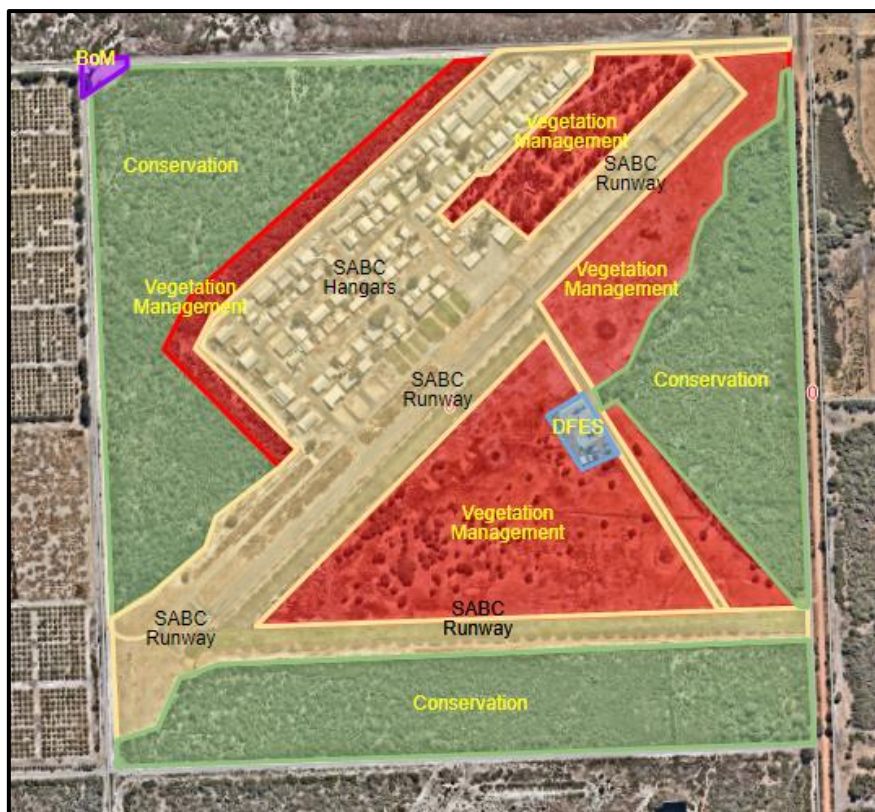 BoM
Vegetation
Management
SABC
Runway
Conservation
SABC
Hangars
Vegetation
Management
Vegetation
Management
SABC
Runway
Conservation
DFES
Vegetation
Management
SABC
Runway
SABC
Runway
Conservation